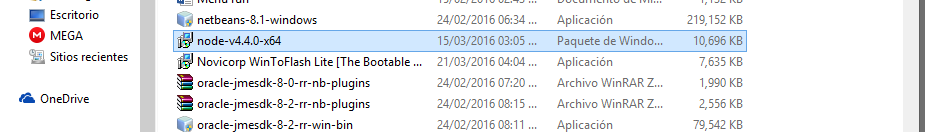 Escritorio
MEGA
Sitios recientes
OneDrive
netbeans-8.1-windows 24/02/2016 06:34 ... Aplicación 219,152 KB
node-v4.4.0-x64 15/03/2016 03:05 ... Paquete de Windo... 10,696 KB
Novicorp WinToFlash Lite [The Bootable ... 21/03/2016 04:04 ... Aplicación 7,635 KB
oracle-jmesdk-8-0-rr-nb-plugins 24/02/2016 07:20 ... Archivo WinRAR Z... 1,990 KB
oracle-jmesdk-8-2-rr-nb-plugins 24/02/2016 08:15 ... Archivo WinRAR Z... 2,556 KB
oracle-jmesdk-8-2-rr-win-bin 24/02/2016 08:11 ... Aplicación 79,542 KB